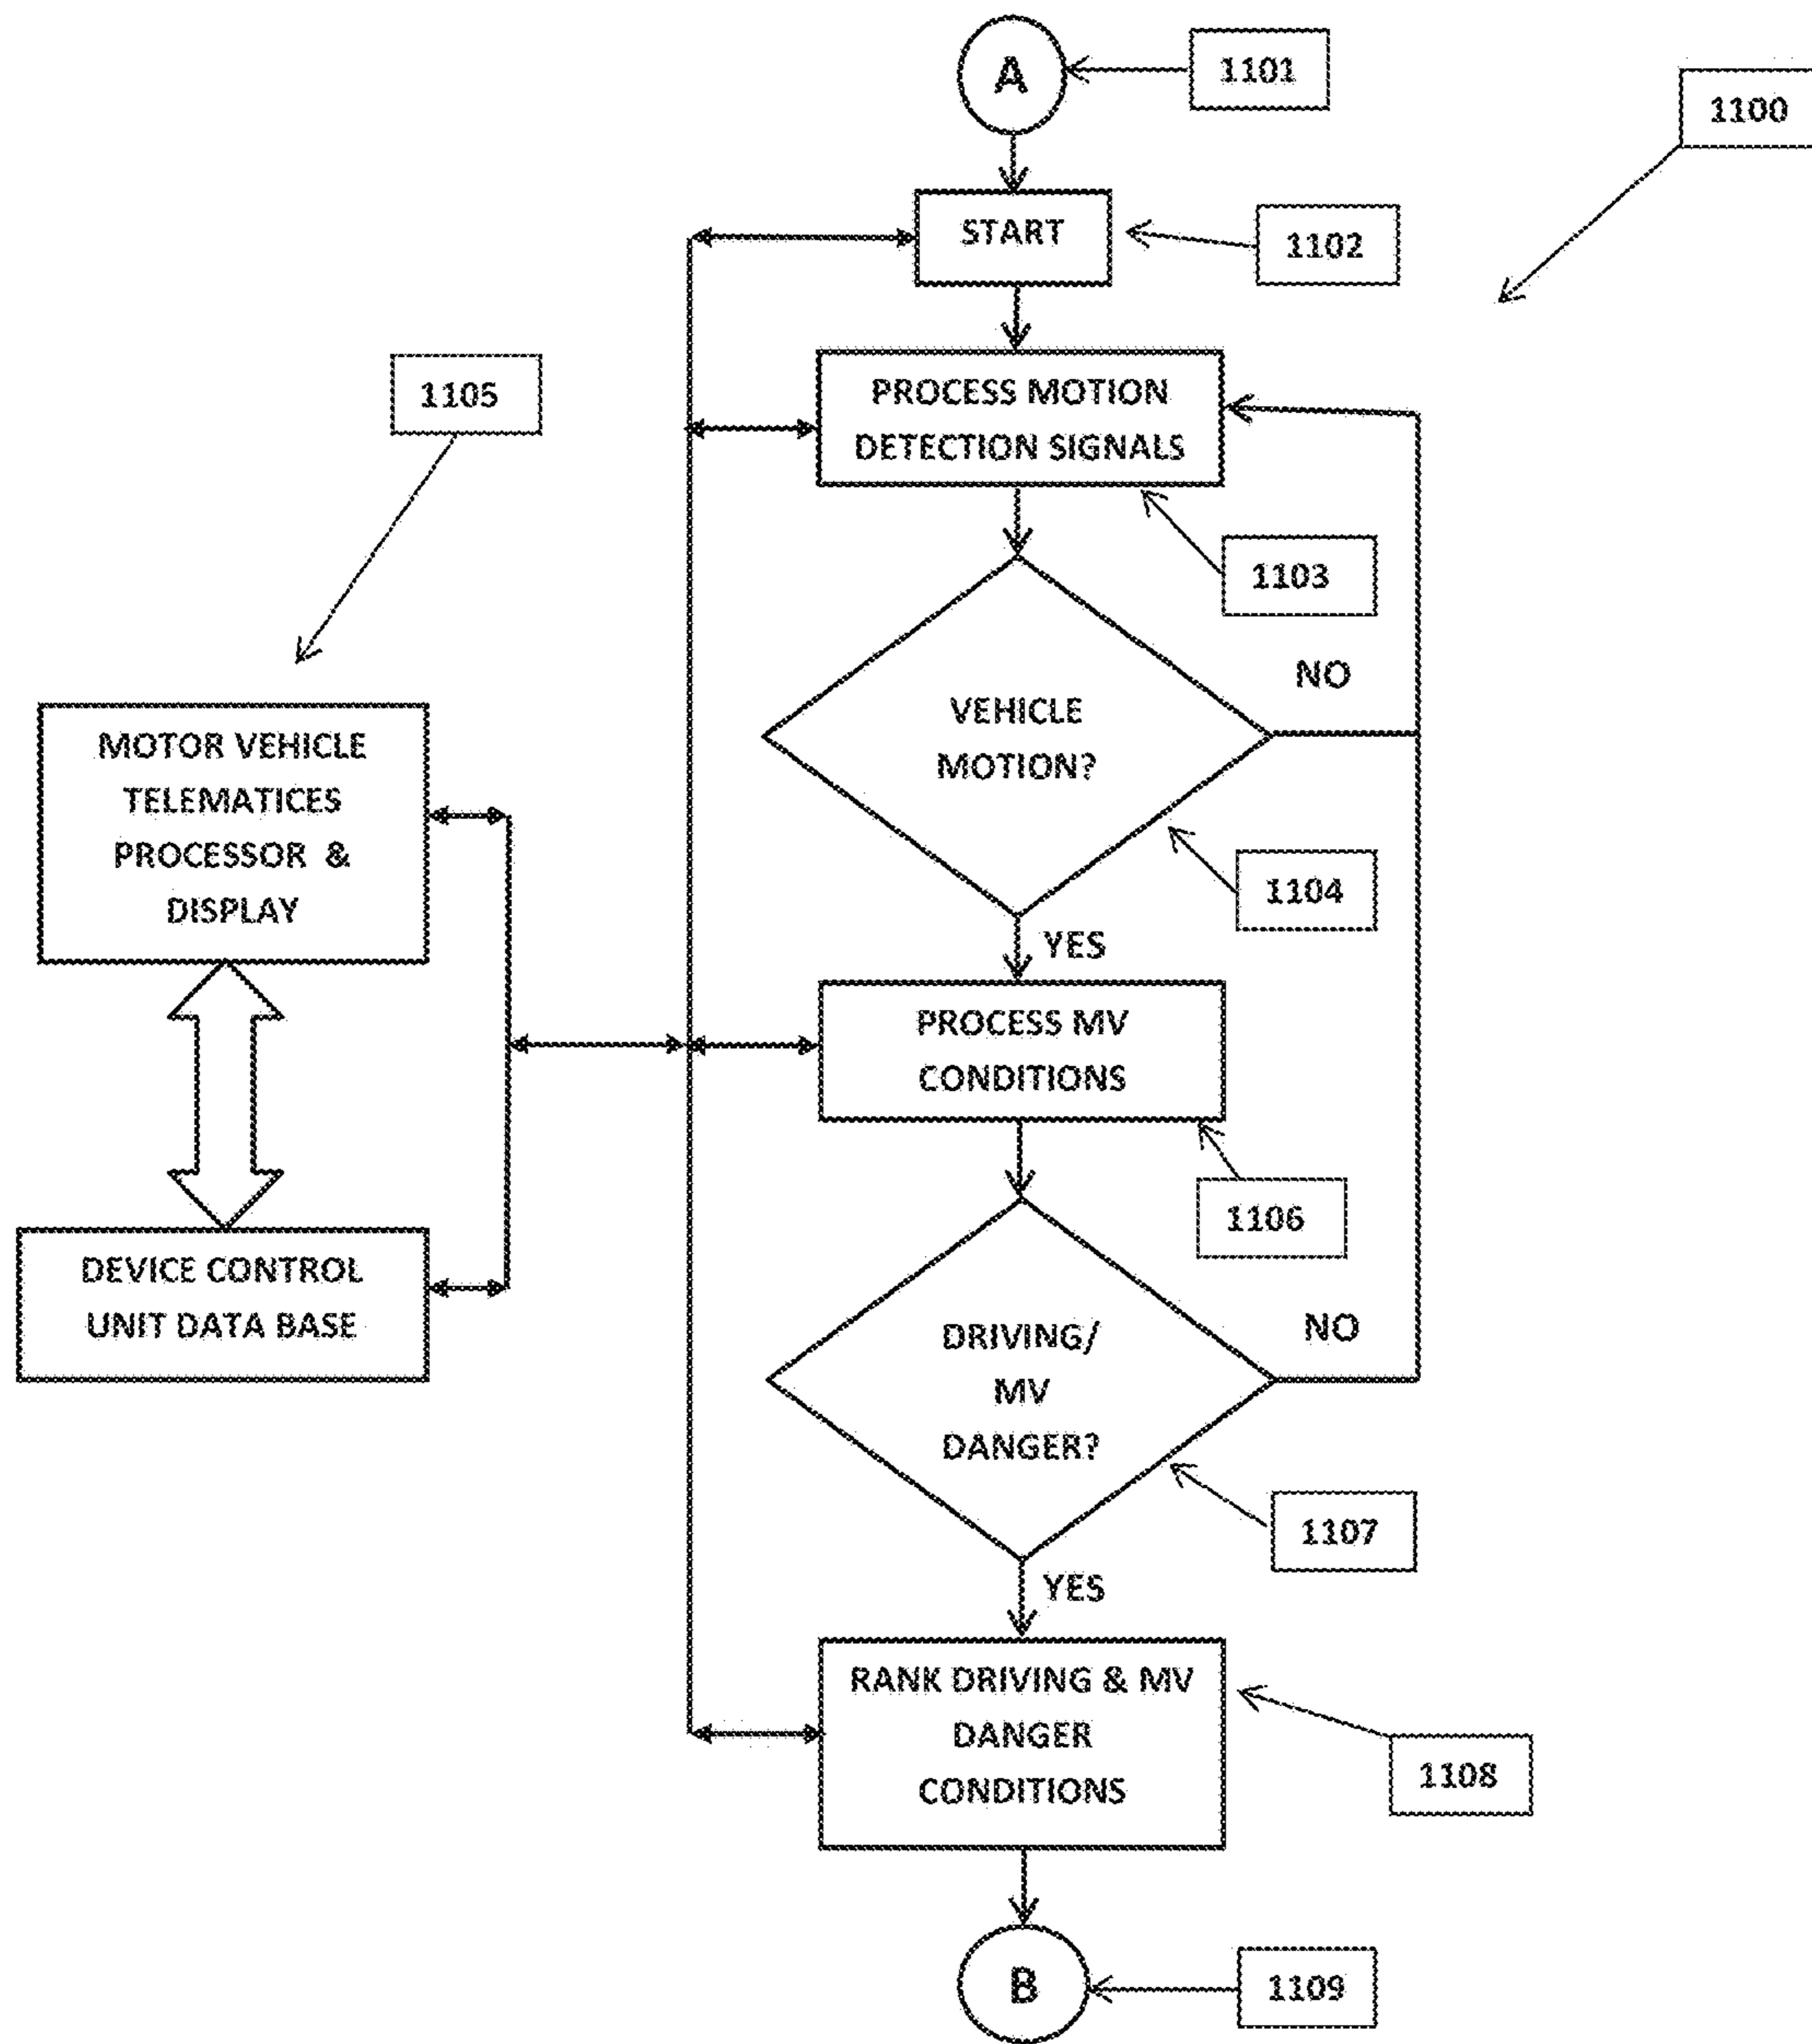 A
1101
1100
START
1102
PROCESS MOTION
DETECTION SIGNALS
1105
1103
VEHICLE
MOTION?
NO
MOTOR VEHICLE
TELEMATICES
PROCESSOR &
DISPLAY
1104
YES
PROCESS MV
CONDITIONS
1106
DEVICE CONTROL
UNIT DATA BASE
DRIVING/
MV
DANGER?
NO
1107
YES
RANK DRIVING & MV
DANGER
CONDITIONS
1108
B
1109